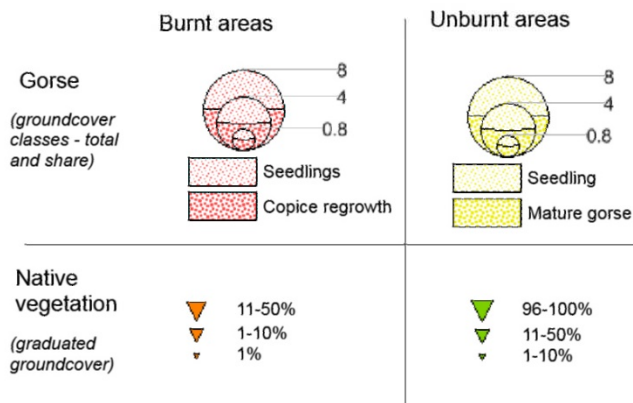 Burnt areas
Unburnt areas
Gorse
(groundcover
classes - total
and share)
8
4
0.8
Seedlings
Copice regrowth
8
4
0.8
Seedling
Mature gorse
Native
vegetation
(graduated
groundcover)
11-50%
1-10%
1%
96-100%
11-50%
1-10%